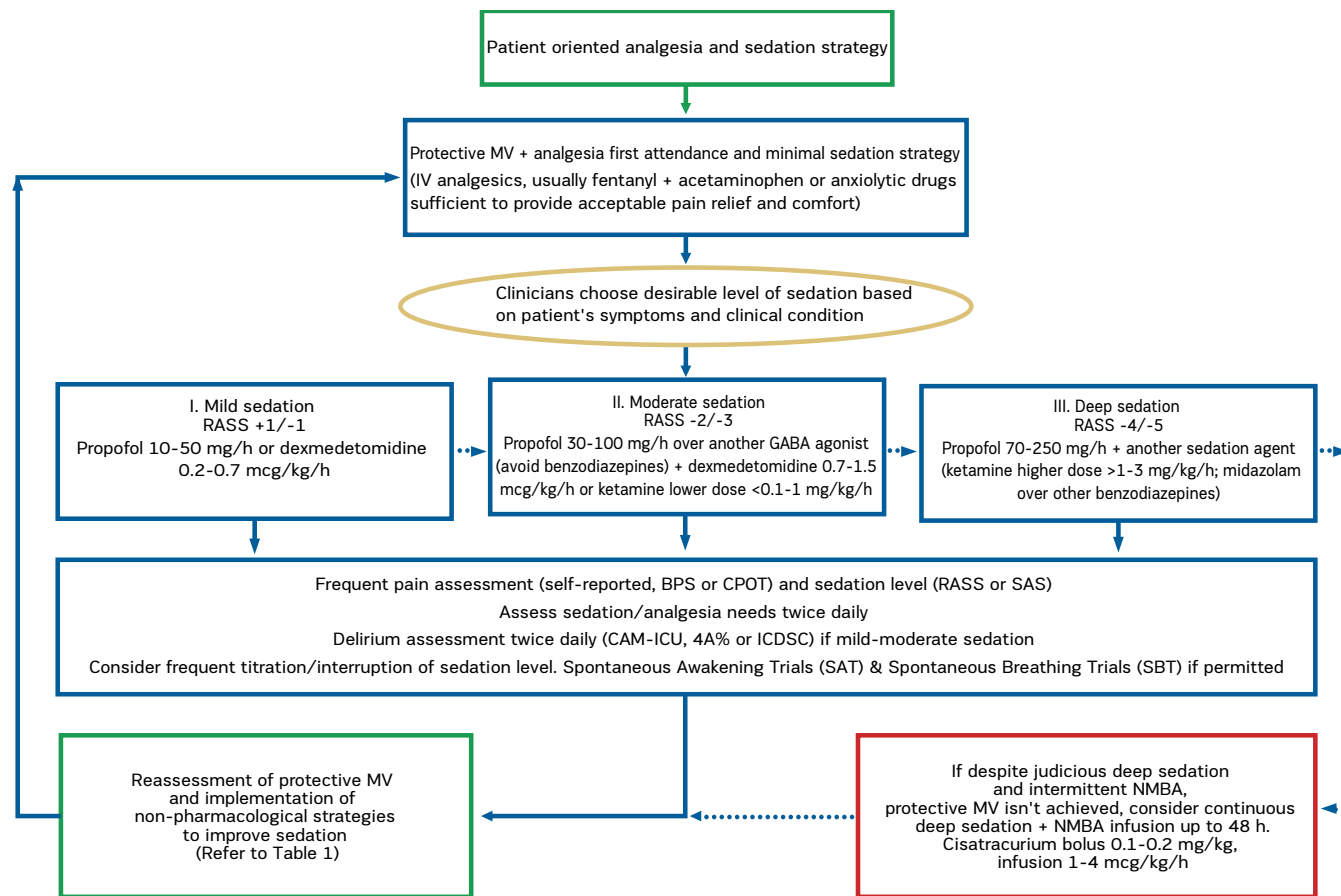 Patient oriented analgesia and sedation strategy
Protective MV + analgesia first attendance and minimal sedation strategy
(IV analgesics, usually fentanyl + acetaminophen or anxiolytic drugs
sufficient to provide acceptable pain relief and comfort)
Clinicians choose desirable level of sedation based
on patient's symptoms and clinical condition
I. Mild sedation
RASS +1/-1
Propofol 10-50 mg/h or dexmedetomidine
0.2-0.7 mcg/kg/h
II. Moderate sedation
RASS -2/-3
Propofol 30-100 mg/h over another GABA agonist
(avoid benzodiazepines) + dexmedetomidine 0.7-1.5
mcg/kg/h or ketamine lower dose <0.1-1 mg/kg/h
III. Deep sedation
RASS -4/-5
Propofol 70-250 mg/h + another sedation agent
(ketamine higher dose >1-3 mg/kg/h; midazolam
over other benzodiazepines)
Frequent pain assessment (self-reported, BPS or CPOT) and sedation level (RASS or SAS)
Assess sedation/analgesia needs twice daily
Delirium assessment twice daily (CAM-ICU, 4A% or ICDSC) if mild-moderate sedation
Consider frequent titration/interruption of sedation level. Spontaneous Awakening Trials (SAT) & Spontaneous Breathing Trials (SBT) if permitted
Reassessment of protective MV
and implementation of
non-pharmacological strategies
to improve sedation
(Refer to Table 1)
If despite judicious deep sedation
and intermittent NMBA,
protective MV isn't achieved, consider continuous
deep sedation + NMBA infusion up to 48 h.
Cisatracurium bolus 0.1-0.2 mg/kg,
infusion 1-4 mcg/kg/h